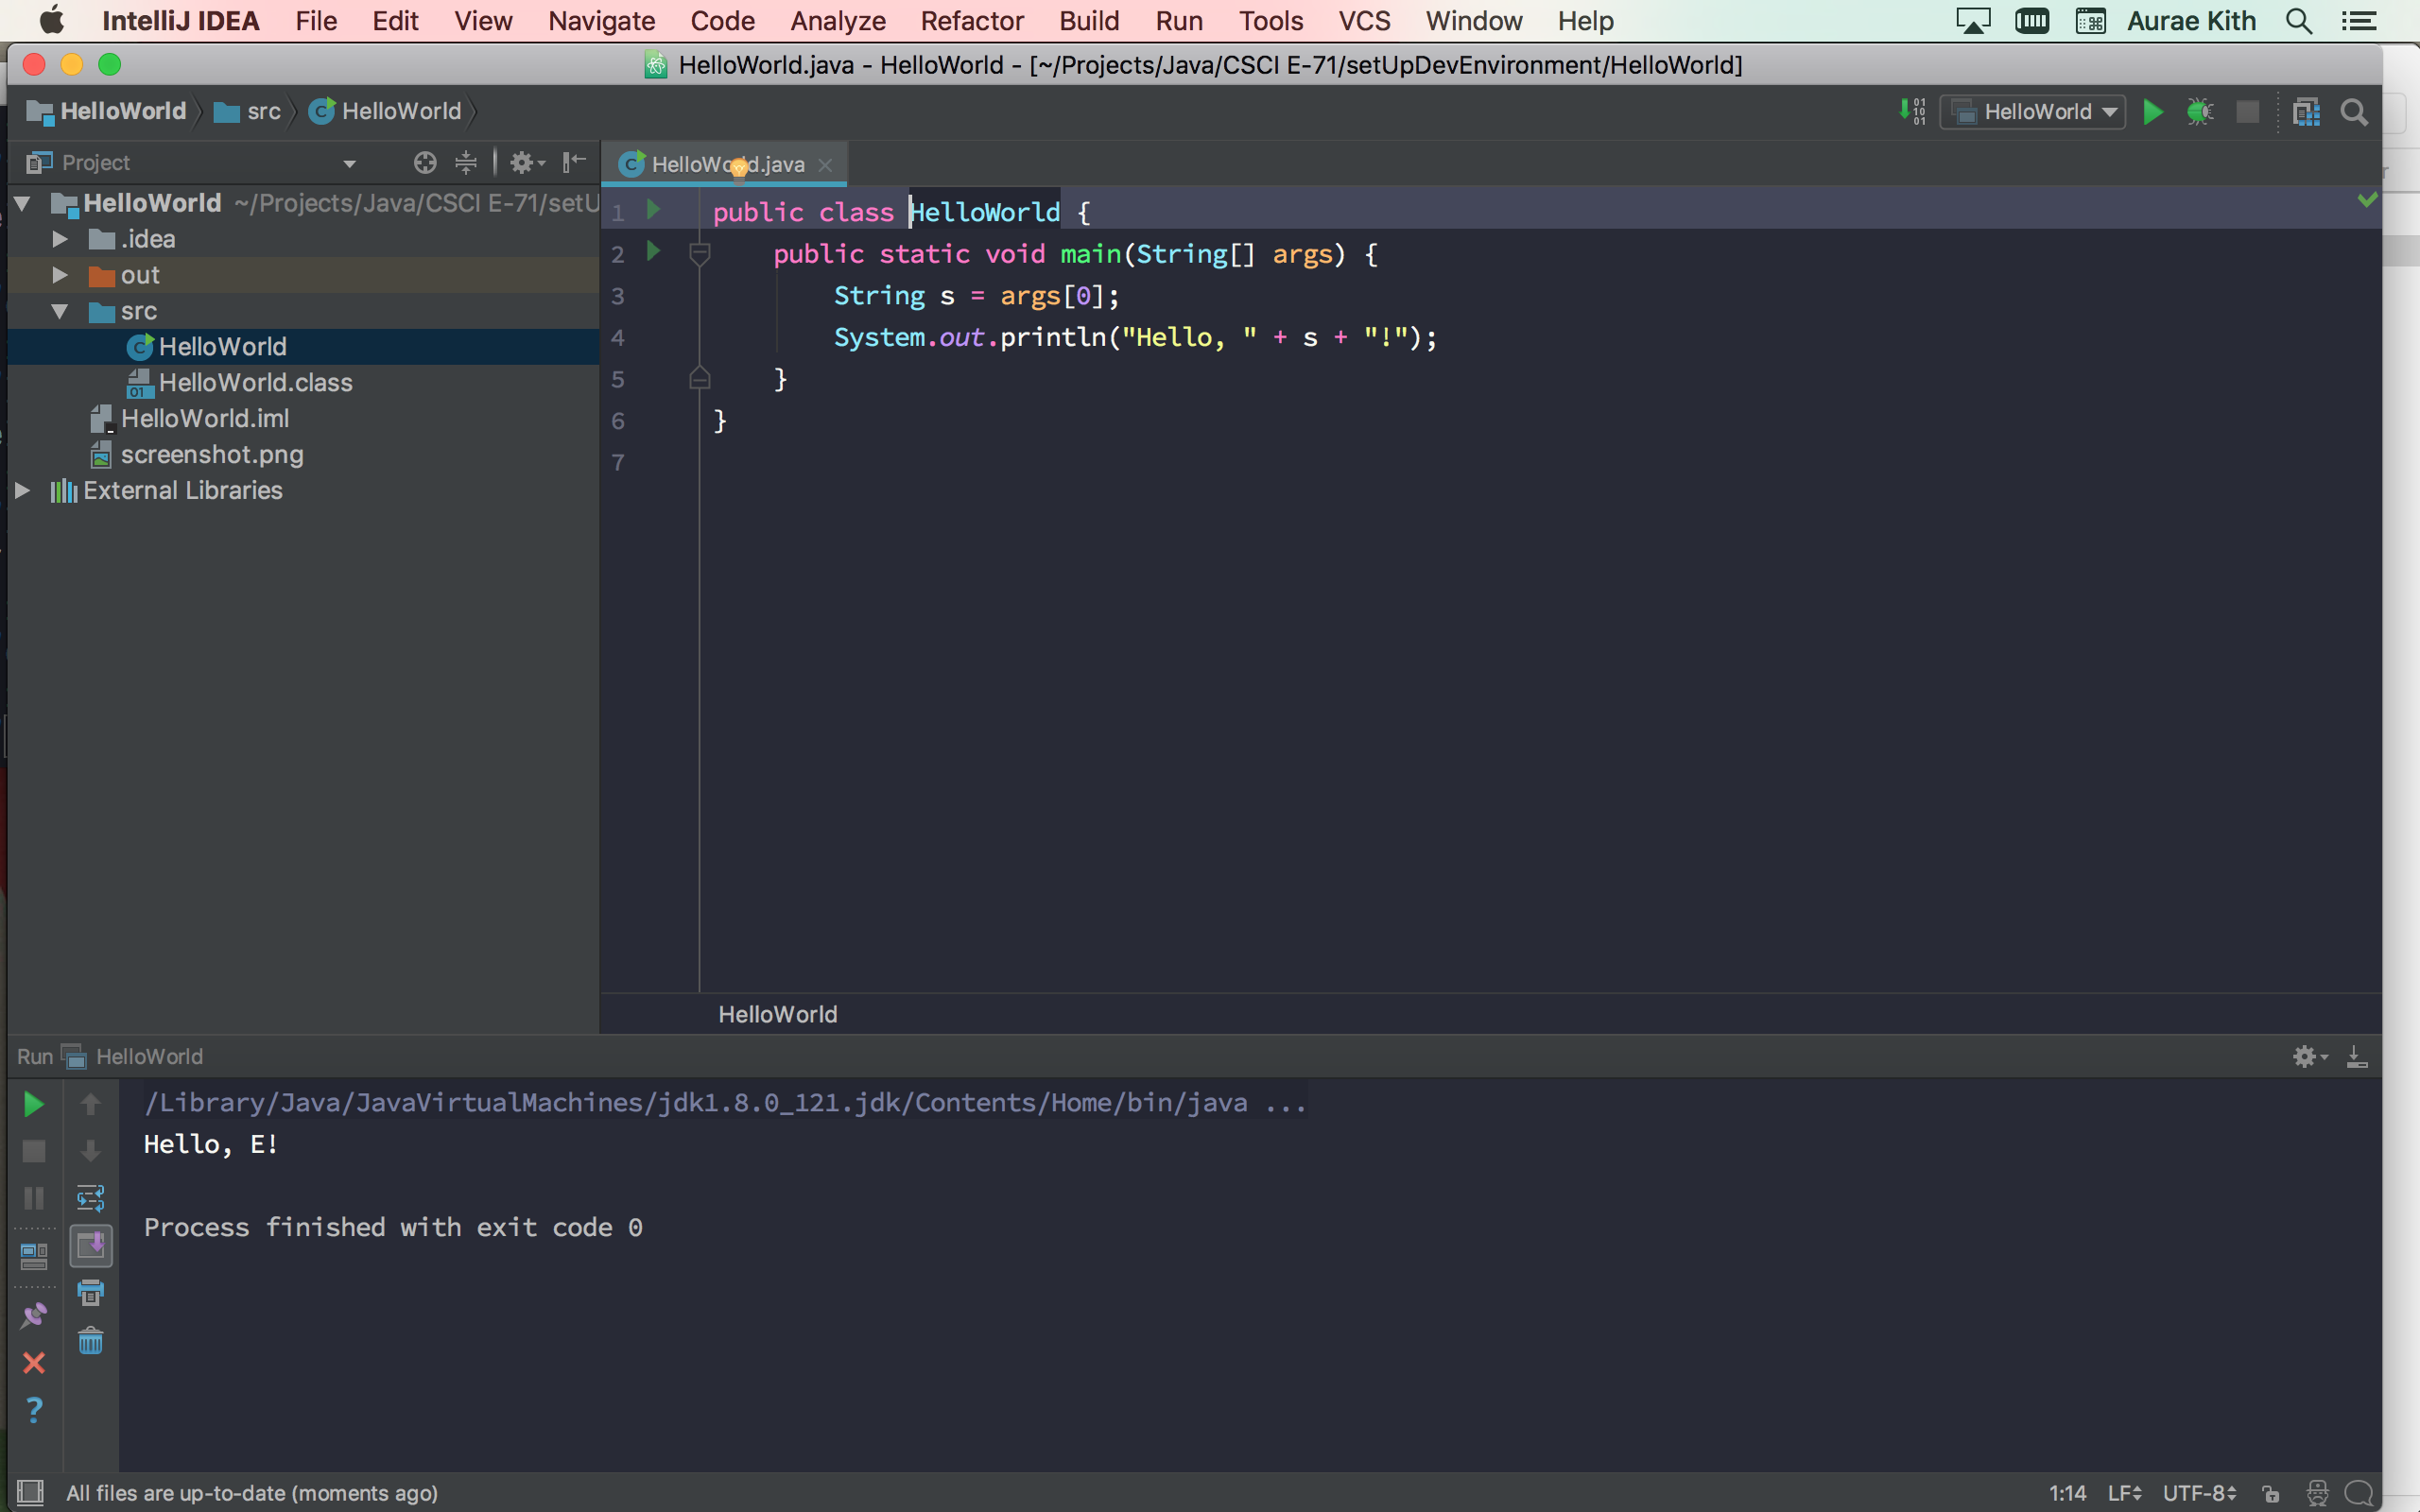 IntelliJ IDEA File Edit View Navigate Code Analyze Refactor Build Run Tools VCS Window Help Aurae Kith
HelloWorld.java - HelloWorld - [~/Projects/Java/CSCI E-71/setUpDevEnvironment/HelloWorld]
HelloWorld src HelloWorld HelloWorld
Project
HelloWorld ~/Projects/Java/CSCI E-71/setU
.idea
out
src
HelloWorld
HelloWorld.class
HelloWorld.iml
screenshot.png
External Libraries
HelloWorld.java
1 public class HelloWorld {
2 public static void main(String[] args) {
3 String s = args[0];
4 System.out.println("Hello, " + s + "!");
5 }
6 }
7
HelloWorld
Run HelloWorld
/Library/Java/JavaVirtualMachines/jdk1.8.0_121.jdk/Contents/Home/bin/java ...
Hello, E!
Process finished with exit code 0
All files are up-to-date (moments ago) 1:14 LF UTF-8